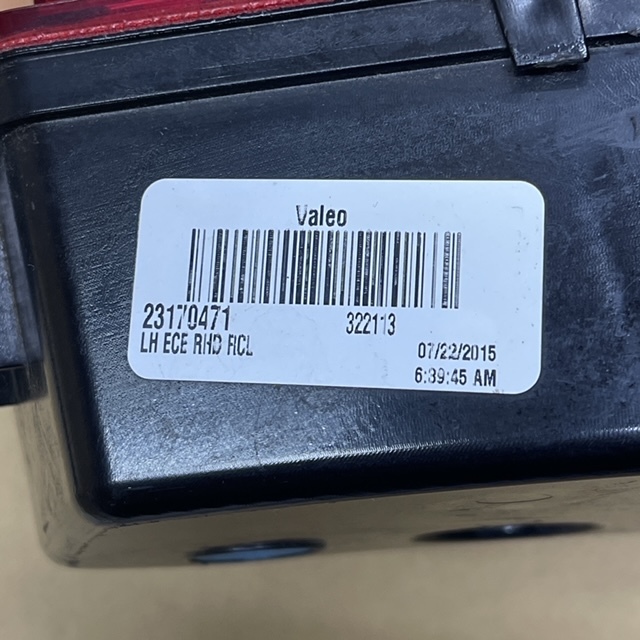 Valeo
23170471 322113
LH ECE RHD RCL 07/22/2015
6:39:45 AM